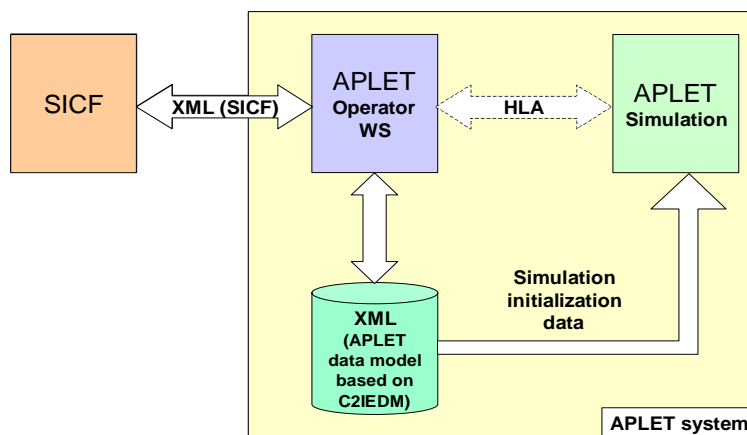 SICF
XML (SICF)
APLET
Operator
WS
HLA
APLET
Simulation
Simulation
initialization
data
XML
(APLET
data model
based on
C2IEDM)
APLET system